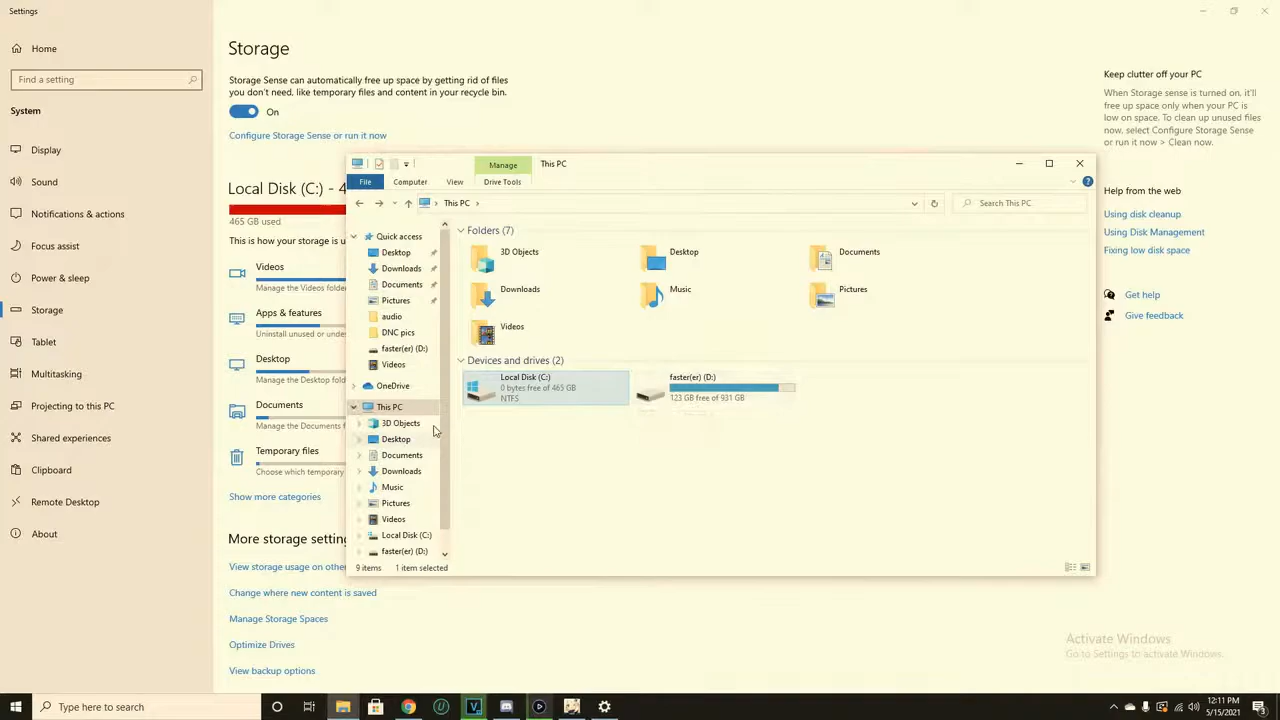 Settings
Home
Find a setting
System
Display
Sound
Notifications & actions
Focus assist
Power & sleep
Storage
Tablet
Multitasking
Projecting to this PC
Shared experiences
Clipboard
Remote Desktop
About
Storage
Storage Sense can automatically free up space by getting rid of files
you don't need, like temporary files and content in your recycle bin.
On
Configure Storage Sense or run it now
Local Disk (C:) - 4
465 GB used
This is how your storage is u
Videos
Manage the Videos folde
Apps & features
Uninstall unused or undes
Desktop
Manage the Desktop fold
Documents
Manage the Documents f
Temporary files
Choose which temporary
Show more categories
More storage setting
View storage usage on othe
Change where new content is saved
Manage Storage Spaces
Optimize Drives
View backup options
Manage
This PC
File
Computer
View
Drive Tools
This PC
Search This PC
Quick access
Desktop
Downloads
Documents
Pictures
audio
DNC pics
faster(er) (D:)
Videos
OneDrive
This PC
3D Objects
Desktop
Documents
Downloads
Music
Pictures
Videos
Local Disk (C:)
faster(er) (D:)
Folders (7)
3D Objects
Desktop
Documents
Downloads
Music
Pictures
Videos
Devices and drives (2)
Local Disk (C:)
0 bytes free of 465 GB
NTFS
faster(er) (D:)
123 GB free of 931 GB
9 items
1 item selected
Keep clutter off your PC
When Storage sense is turned on, it'll
free up space only when your PC is
low on space. To clean up unused files
now, select Configure Storage Sense
or run it now > Clean now.
Help from the web
Using disk cleanup
Using Disk Management
Fixing low disk space
Get help
Give feedback
Activate Windows
Go to Settings to activate Windows.
Type here to search
12:11 PM
5/15/2021